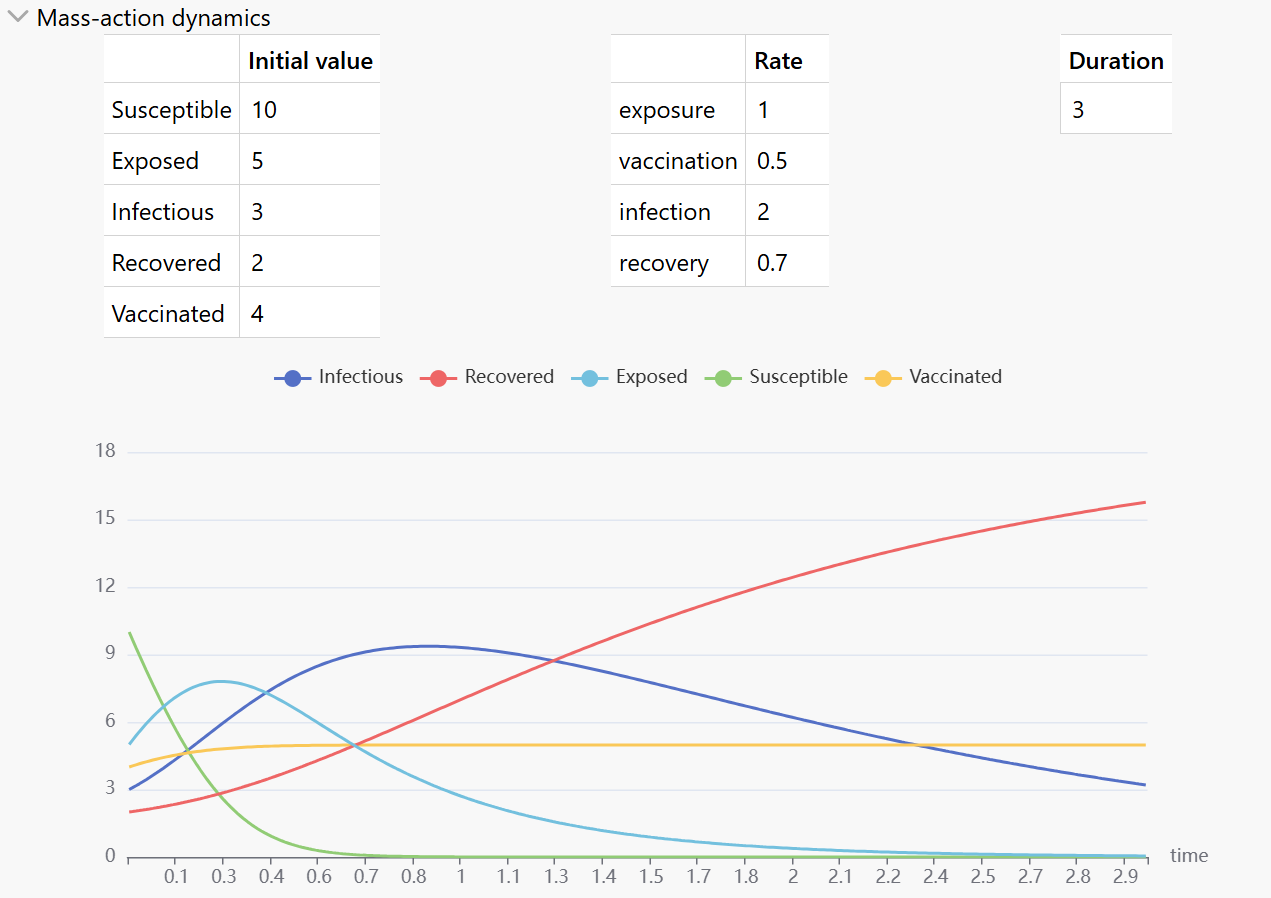 Mass-action dynamics
Initial value
Susceptible 10
Exposed 5
Infectious 3
Recovered 2
Vaccinated 4
Rate
exposure 1
vaccination 0.5
infection 2
recovery 0.7
Duration
3
Infectious Recovered Exposed Susceptible Vaccinated
18
15
12
9
6
3
0
0.1 0.3 0.4 0.6 0.7 0.8 1 1.1 1.3 1.4 1.5 1.7 1.8 2 2.1 2.2 2.4 2.5 2.7 2.8 2.9
time